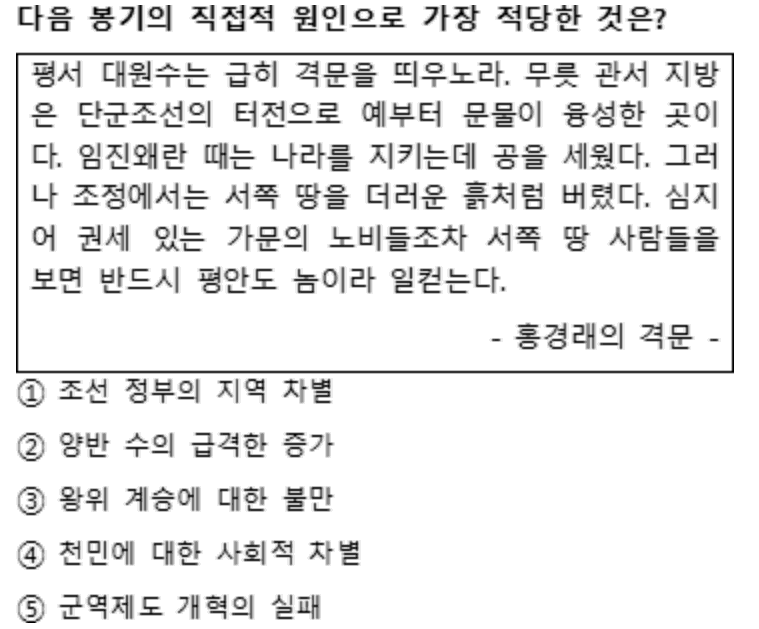 다음 봉기의 직접적 원인으로 가장 적당한 것은?
평서 대원수는 급히 격문을 띄우노라. 무릇 관서 지방
은 단군조선의 터전으로 예부터 문물이 융성한 곳이
다. 임진왜란 때는 나라를 지키는데 공을 세웠다. 그러
나 조정에서는 서쪽 땅을 더러운 흙처럼 버렸다. 심지
어 권세 있는 가문의 노비들조차 서쪽 땅 사람들을
보면 반드시 평안도 놈이라 일컫는다.
- 홍경래의 격문 -
① 조선 정부의 지역 차별
② 양반 수의 급격한 증가
③ 왕위 계승에 대한 불만
④ 천민에 대한 사회적 차별
⑤ 군역제도 개혁의 실패